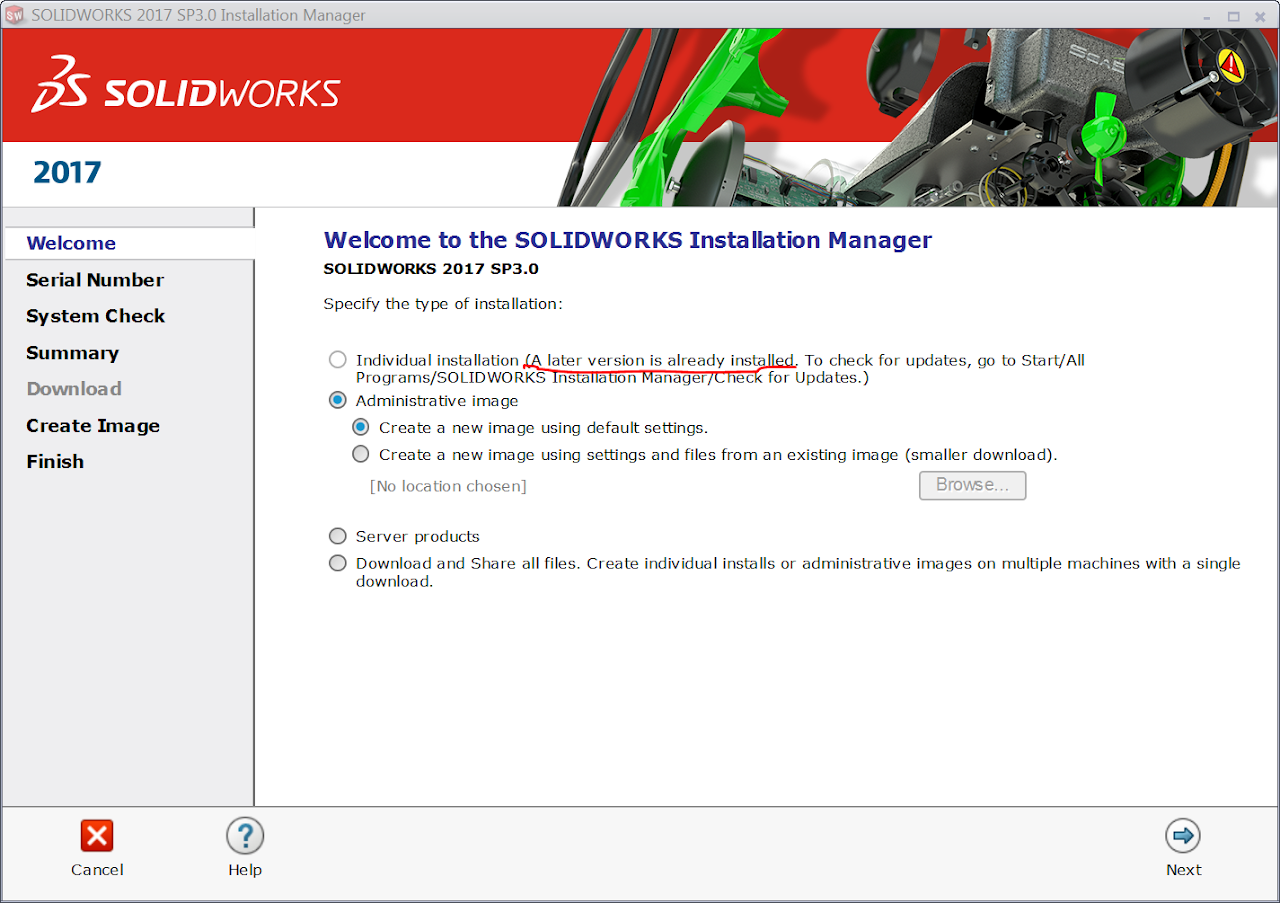 SW SOLIDWORKS 2017 SP3.0 Installation Manager
3S SOLIDWORKS
2017
Welcome
Serial Number
System Check
Summary
Download
Create Image
Finish
Welcome to the SOLIDWORKS Installation Manager
SOLIDWORKS 2017 SP3.0
Specify the type of installation:
Individual installation (A later version is already installed. To check for updates, go to Start/All
Programs/SOLIDWORKS Installation Manager/Check for Updates.)
Administrative image
Create a new image using default settings.
Create a new image using settings and files from an existing image (smaller download).
[No location chosen]
Browse...
Server products
Download and Share all files. Create individual installs or administrative images on multiple machines with a single
download.
Cancel
Help
Next